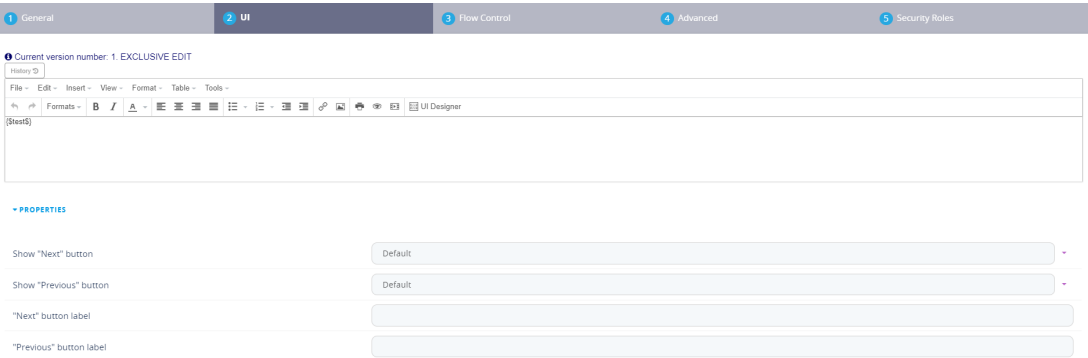 1 General 2 UI 3 Flow Control 4 Advanced 5 Security Roles
Current version number: 1. EXCLUSIVE EDIT
History
File Edit Insert View Format Table Tools
Formats B I A UI Designer
{$test$}
PROPERTIES
Show "Next" button Default
Show "Previous" button Default
"Next" button label
"Previous" button label